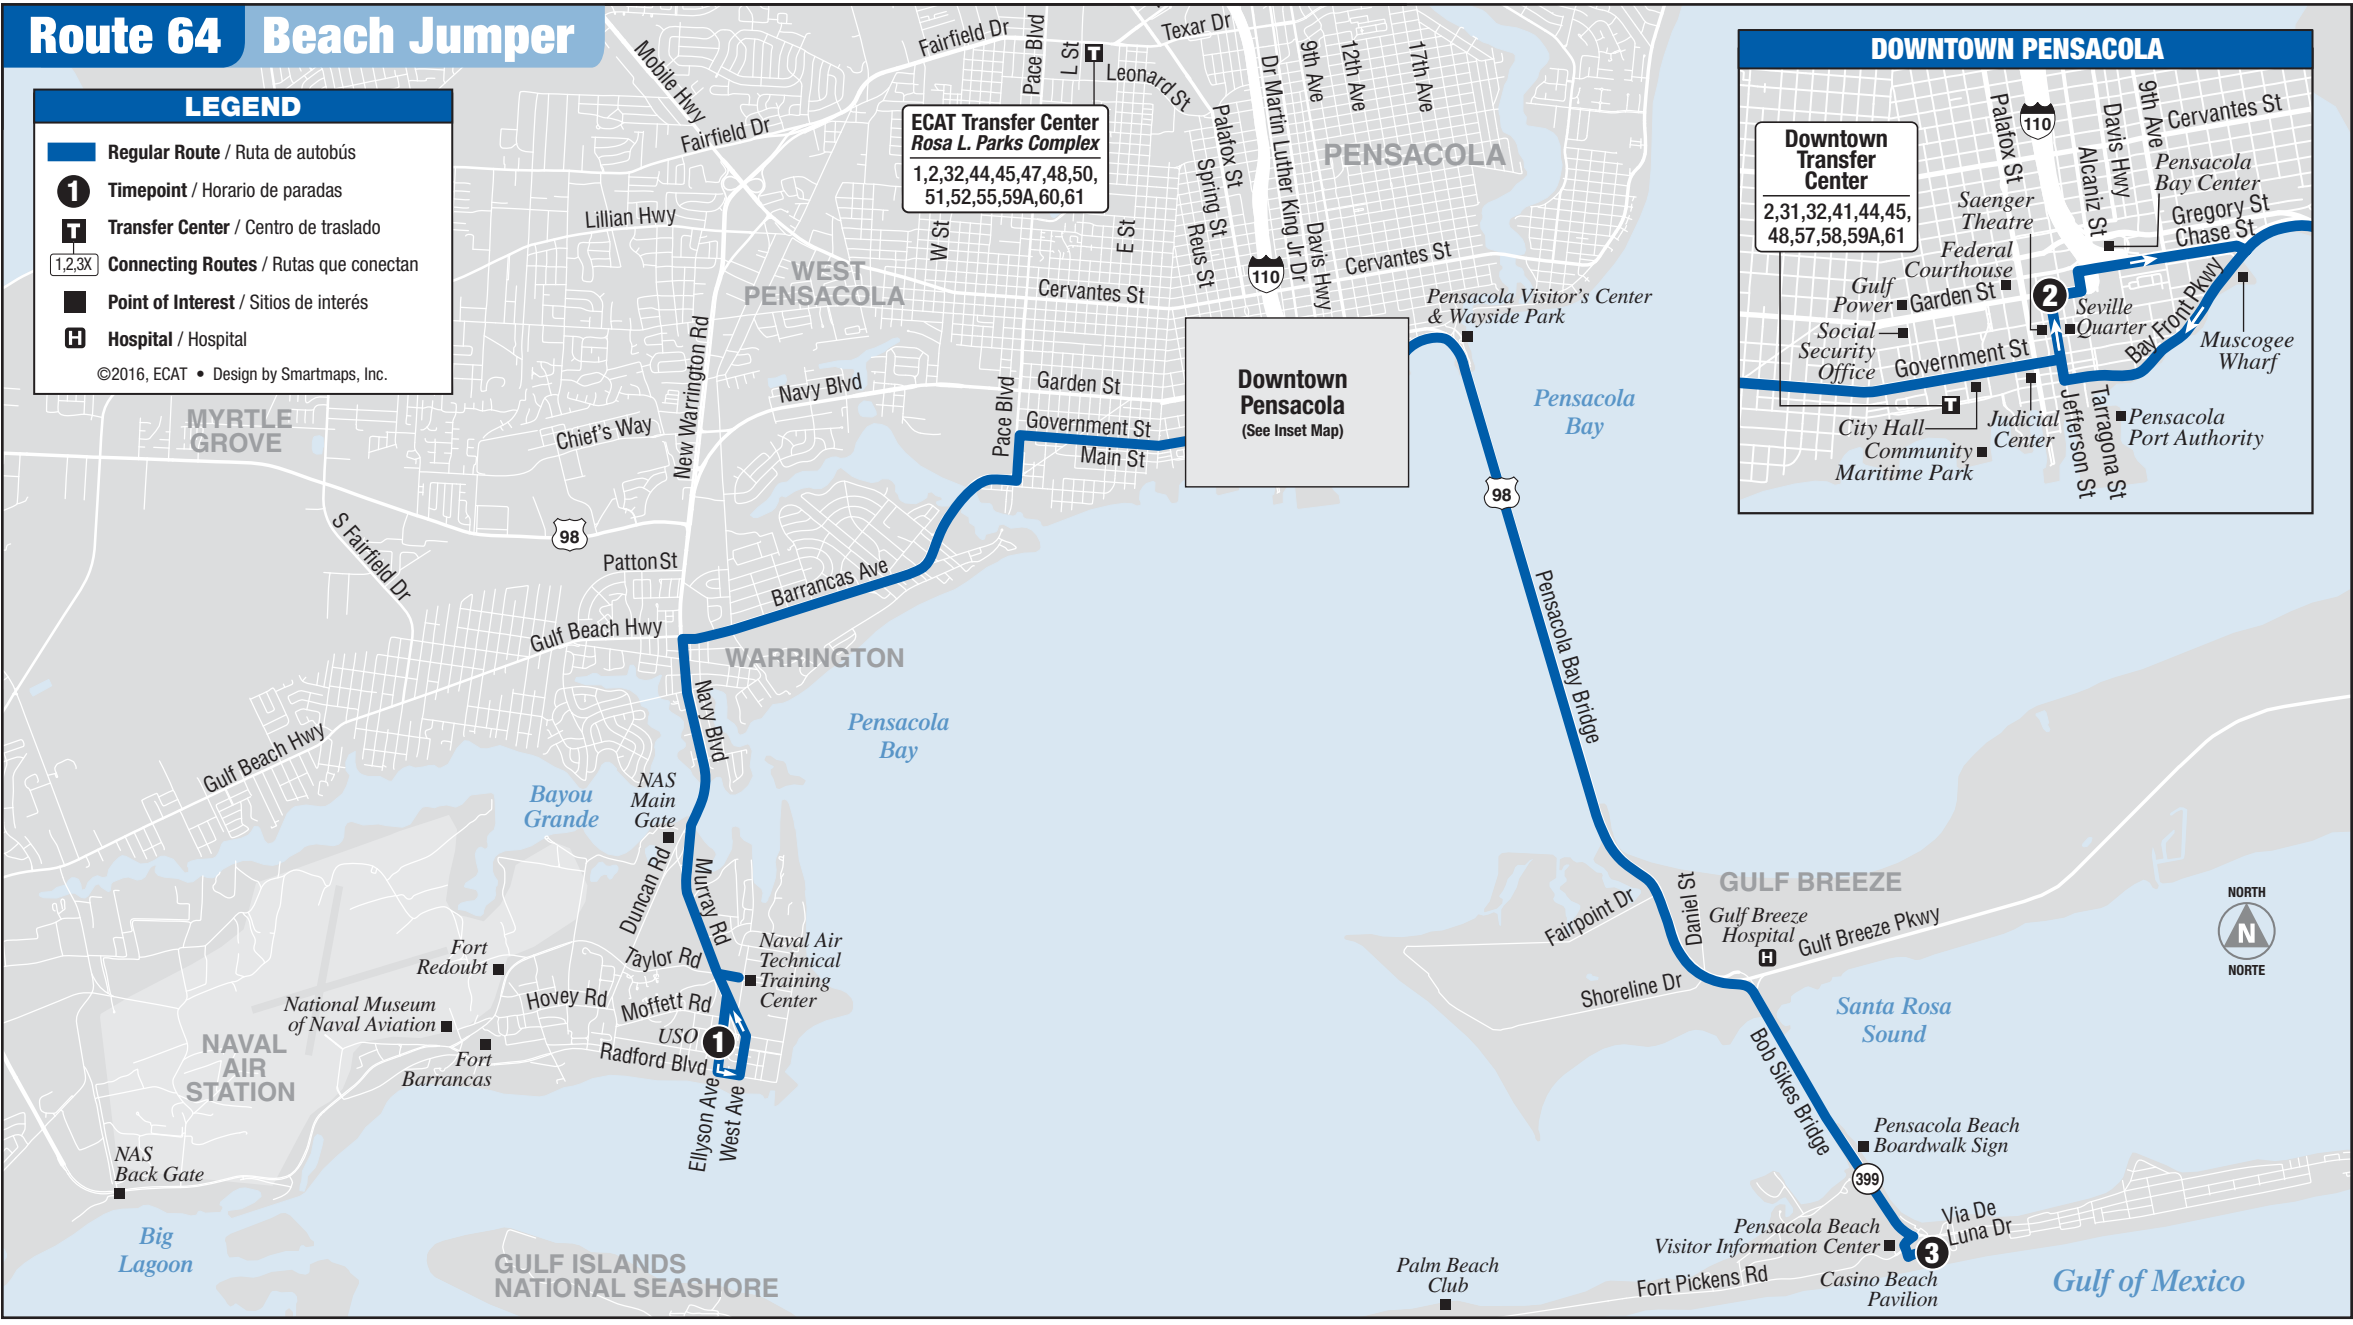 Route 64 Beach Jumper
LEGEND
Regular Route / Ruta de autobús
1 Timepoint / Horario de paradas
T Transfer Center / Centro de traslado
1,2,3X Connecting Routes / Rutas que conectan
Point of Interest / Sitios de interés
H Hospital / Hospital
©2016, ECAT • Design by Smartmaps, Inc.
Mobile Hwy
Fairfield Dr
Fairfield Dr
Pace Blvd
L St
T
Leonard St
Texar Dr
ECAT Transfer Center
Rosa L. Parks Complex
1,2,32,44,45,47,48,50,
51,52,55,59A,60,61
Palafox St
Spring St
Reus St
Dr Martin Luther King Jr Dr
Davis Hwy
9th Ave
12th Ave
17th Ave
PENSACOLA
110
Lillian Hwy
W St
E St
WEST
PENSACOLA
Cervantes St
Cervantes St
Pensacola Visitor's Center
& Wayside Park
New Warrington Rd
Navy Blvd
Chief's Way
Pace Blvd
Garden St
Government St
Main St
Downtown
Pensacola
(See Inset Map)
MYRTLE
GROVE
98
S Fairfield Dr
Patton St
Barrancas Ave
Gulf Beach Hwy
WARRINGTON
Gulf Beach Hwy
Navy Blvd
Pensacola
Bay
Pensacola
Bay
98
Pensacola Bay Bridge
Bayou
Grande
NAS
Main
Gate
Duncan Rd
Murray Rd
Taylor Rd
Naval Air
Technical
Training
Center
Fort
Redoubt
Hovey Rd
Moffett Rd
National Museum
of Naval Aviation
USO
1
Radford Blvd
Fort
Barrancas
Ellyson Ave
West Ave
NAVAL
AIR
STATION
NAS
Back Gate
Big
Lagoon
GULF ISLANDS
NATIONAL SEASHORE
Fairpoint Dr
Daniel St
GULF BREEZE
Gulf Breeze
Hospital
H
Gulf Breeze Pkwy
Shoreline Dr
Santa Rosa
Sound
Bob Sikes Bridge
Pensacola Beach
Boardwalk Sign
399
Via De
Luna Dr
Pensacola Beach
Visitor Information Center
3
Palm Beach
Club
Fort Pickens Rd
Casino Beach
Pavilion
Gulf of Mexico
NORTH
N
NORTE
DOWNTOWN PENSACOLA
Downtown
Transfer
Center
2,31,32,41,44,45,
48,57,58,59A,61
Palafox St
110
Davis Hwy
9th Ave
Cervantes St
Alcaniz St
Pensacola
Bay Center
Saenger
Theatre
Gregory St
Chase St
Federal
Courthouse
Gulf
Power
Garden St
2
Seville
Quarter
Social
Security
Office
Government St
Bay Front Pkwy
Muscogee
Wharf
T
City Hall
Judicial
Center
Community
Maritime Park
Jefferson St
Tarragona St
Pensacola
Port Authority